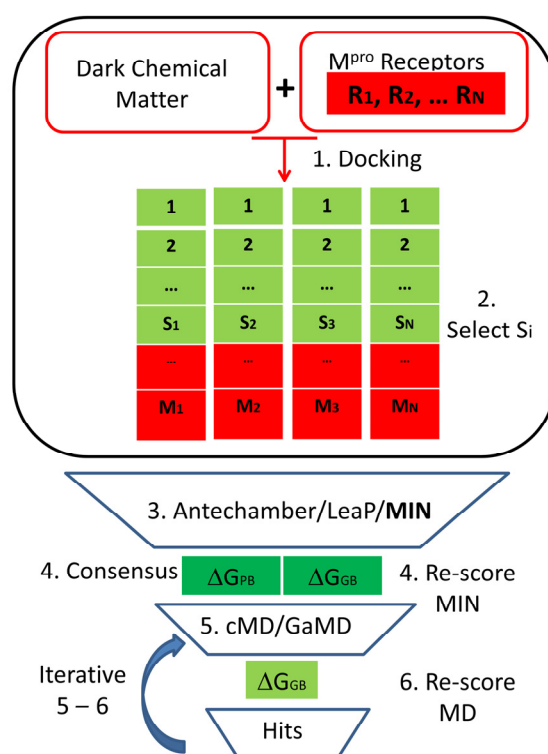 Dark Chemical
Matter
+
Mᵖʳᵒ Receptors
R₁, R₂, ... Rₙ
1. Docking
1 1 1 1
2 2 2 2
... ... ... ...
S₁ S₂ S₃ Sₙ
2.
Select Sᵢ
... ... ... ...
M₁ M₂ M₃ Mₙ
3. Antechamber/LeaP/MIN
4. Consensus
ΔGPB ΔGGB
4. Re-score
MIN
5. cMD/GaMD
Iterative
5 – 6
ΔGGB
6. Re-score
MD
Hits